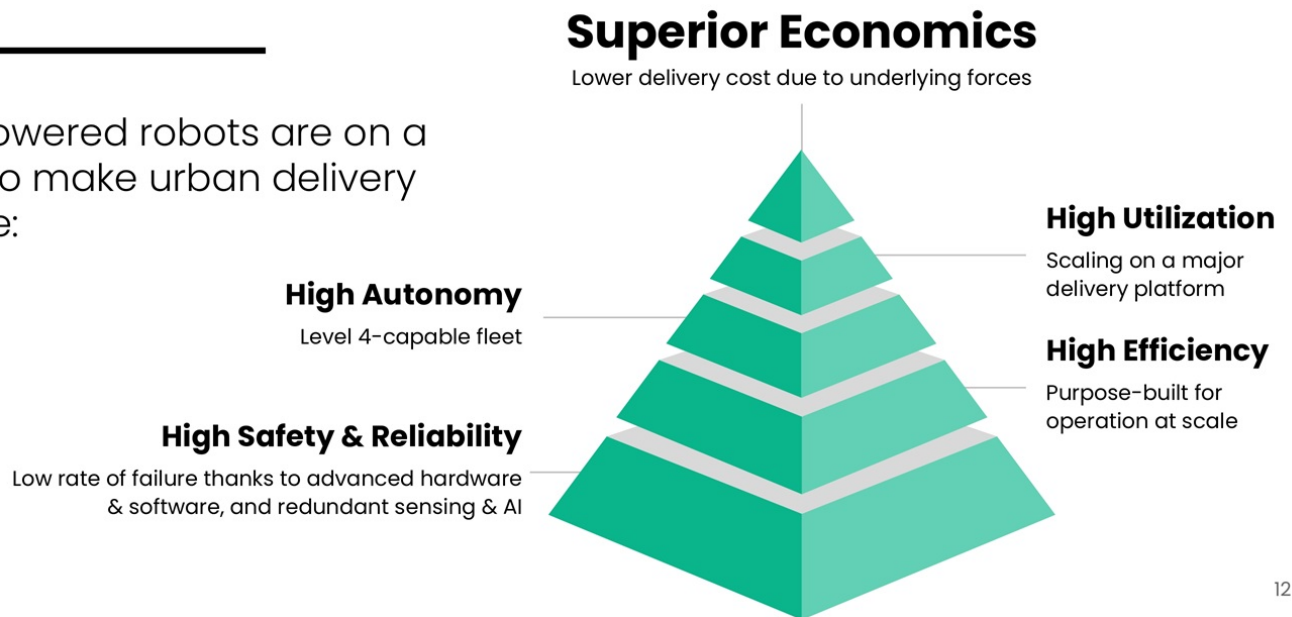 Superior Economics
Lower delivery cost due to underlying forces
owered robots are on a
o make urban delivery
e:
High Utilization
Scaling on a major
delivery platform
High Autonomy
Level 4-capable fleet
High Efficiency
Purpose-built for
operation at scale
High Safety & Reliability
Low rate of failure thanks to advanced hardware
& software, and redundant sensing & AI
12